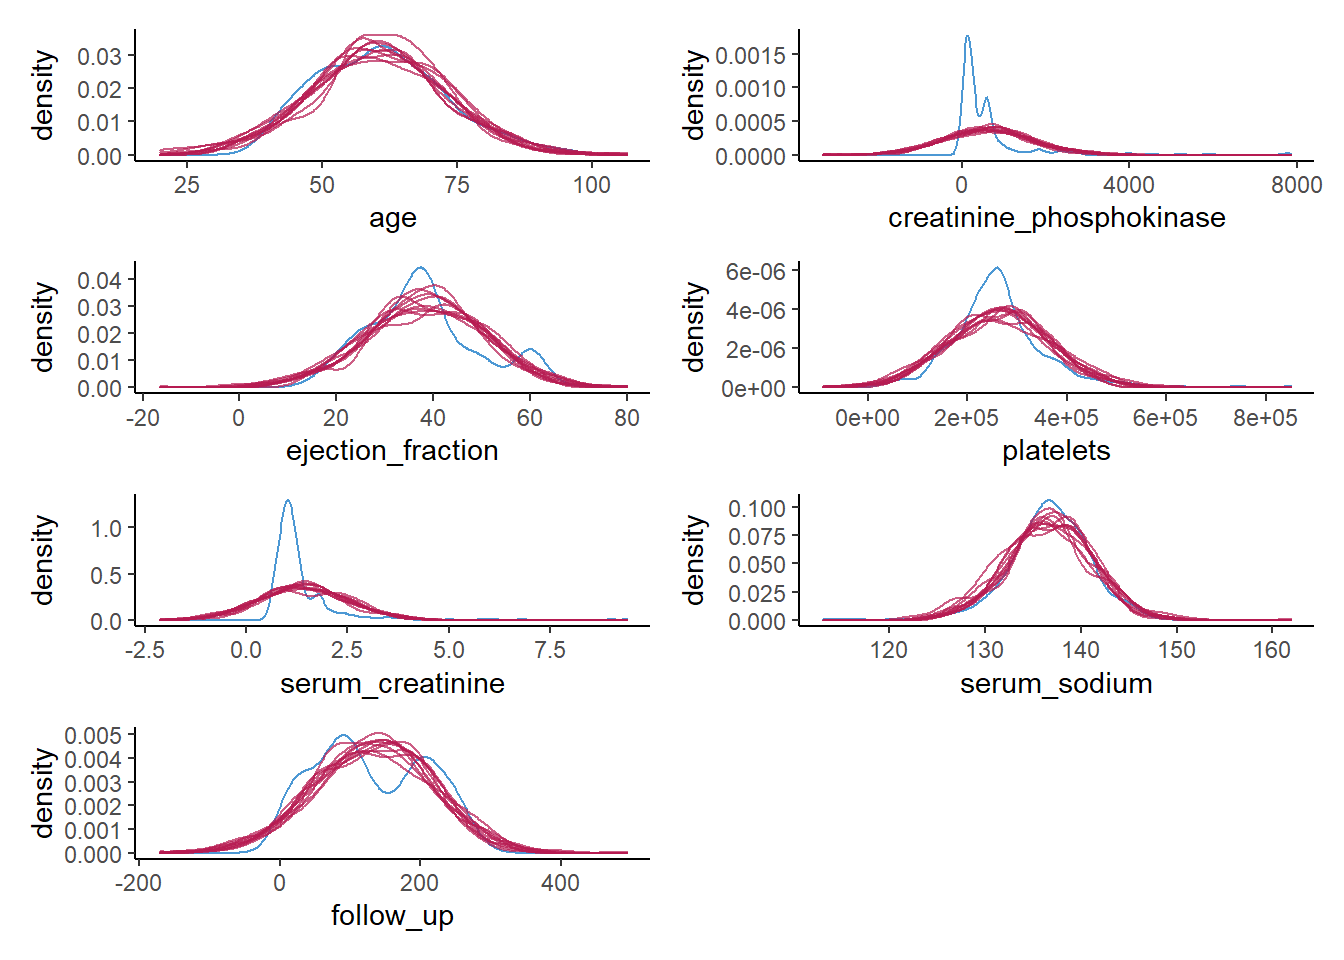 density
0.03
0.02
0.01
0.00
25 50 75 100
age
density
0.0015
0.0010
0.0005
0.0000
0 4000 8000
creatinine_phosphokinase
density
0.04
0.03
0.02
0.01
0.00
-20 0 20 40 60 80
ejection_fraction
density
6e-06
4e-06
2e-06
0e+00
0e+00 2e+05 4e+05 6e+05 8e+05
platelets
density
1.0
0.5
0.0
-2.5 0.0 2.5 5.0 7.5
serum_creatinine
density
0.100
0.075
0.050
0.025
0.000
120 130 140 150 160
serum_sodium
density
0.005
0.004
0.003
0.002
0.001
0.000
-200 0 200 400
follow_up